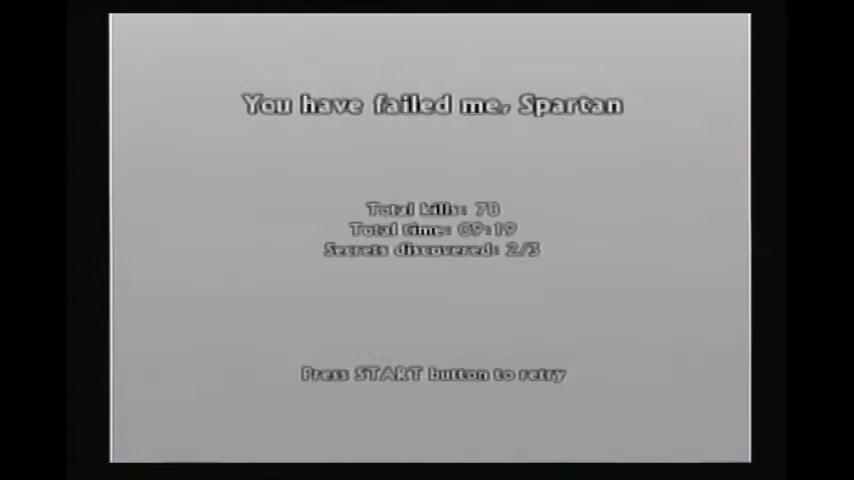 You have failed me, Spartan
Total kills: 78
Total time: 09:19
Secrets discovered: 2/3
Press START button to retry